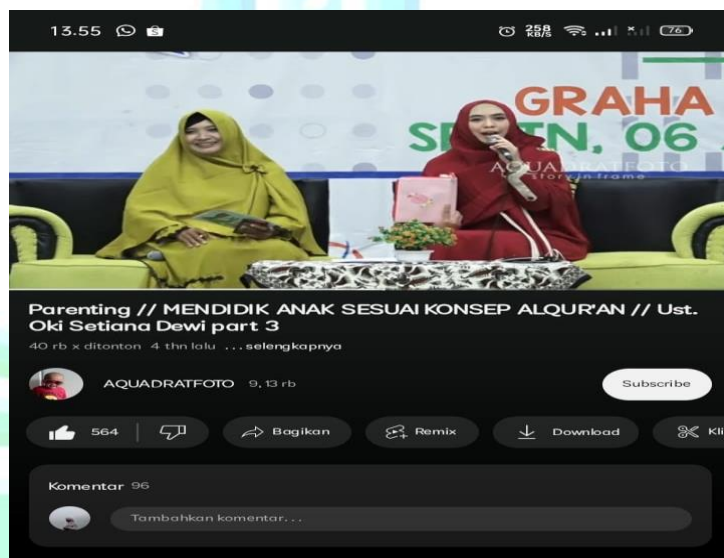 13.55
258
KB/S
76
GRAHA
06
AQUADRATFOTO
story in frame
Parenting // MENDIDIK ANAK SESUAI KONSEP ALQUR'AN // Ust.
Oki Setiana Dewi part 3
40 rb x ditonton 4 thn lalu ...selengkapnya
AQUADRATFOTO 9,13 rb
Subscribe
564
Bagikan
Remix
Download
Kli
Komentar 96
Tambahkan komentar...